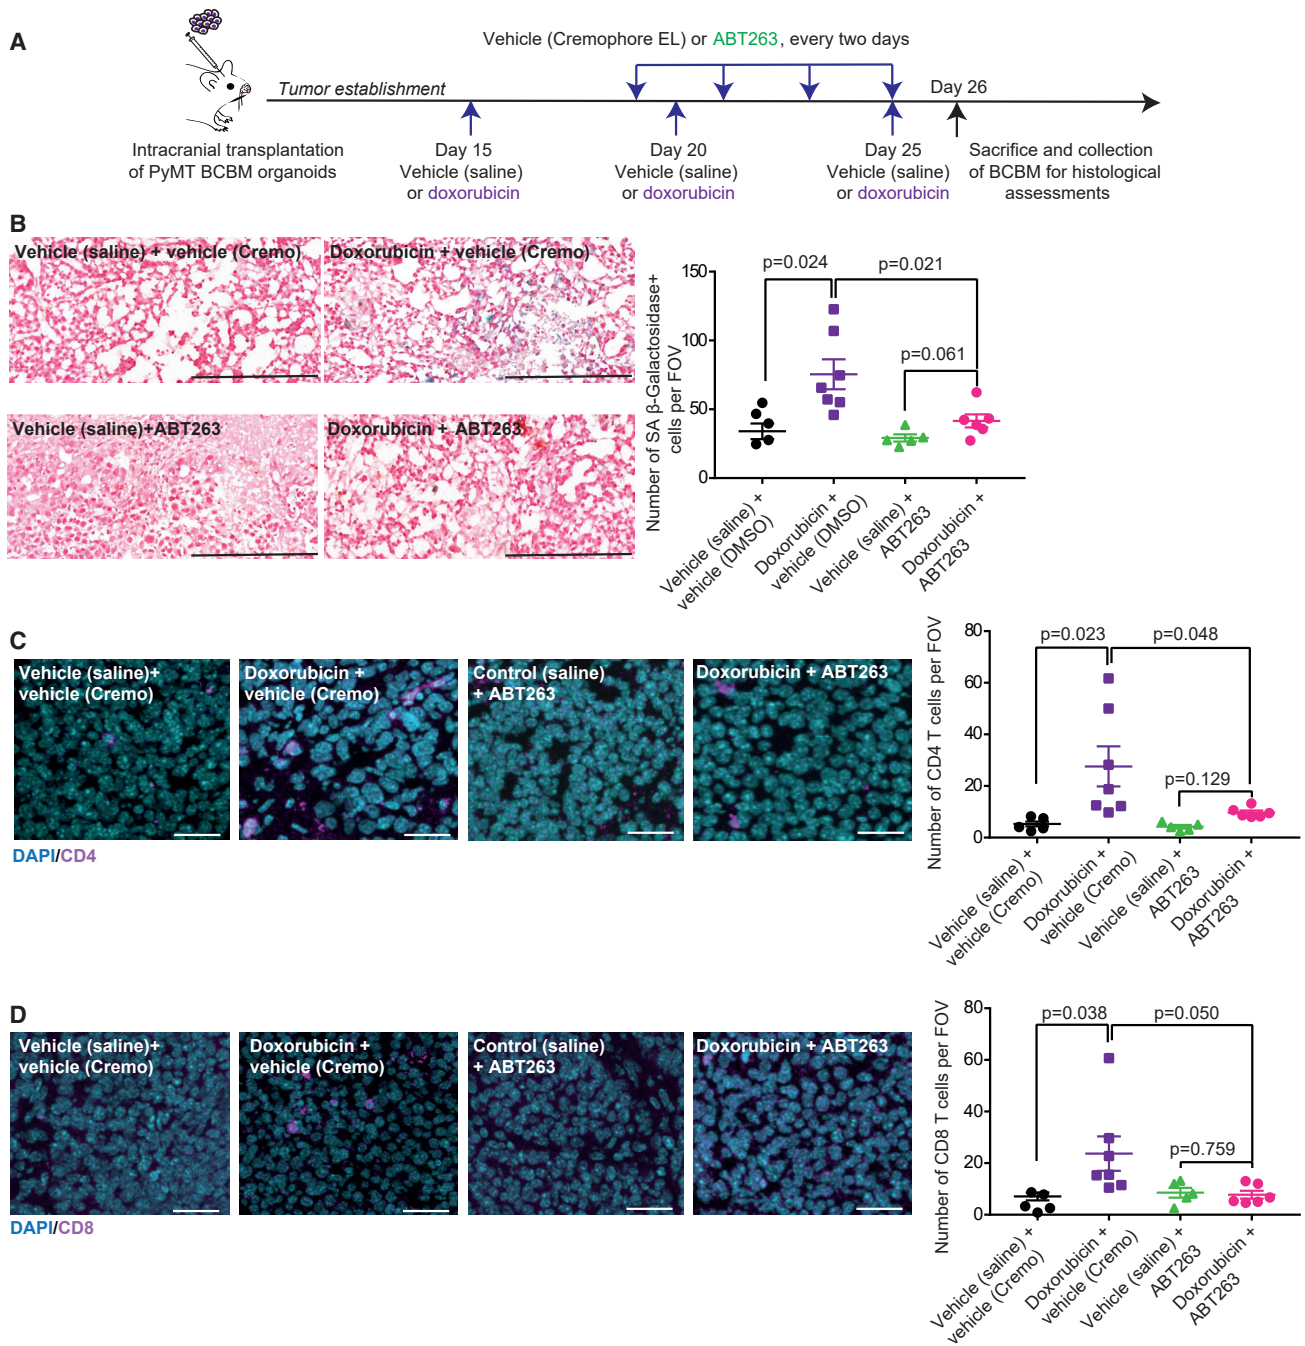 A
Vehicle (Cremophore EL) or ABT263, every two days
Tumor establishment
Day 26
Intracranial transplantation
of PyMT BCBM organoids
Day 15
Vehicle (saline)
or doxorubicin
Day 20
Vehicle (saline)
or doxorubicin
Day 25
Vehicle (saline)
or doxorubicin
Sacrifice and collection
of BCBM for histological
assessments
B
Vehicle (saline) + vehicle (Cremo)
Doxorubicin + vehicle (Cremo)
Vehicle (saline)+ABT263
Doxorubicin + ABT263
Number of SA β-Galactosidase+
cells per FOV
150
100
50
0
p=0.024
p=0.021
p=0.061
Vehicle (saline) +
vehicle (DMSO)
Doxorubicin +
vehicle (DMSO)
Vehicle (saline) +
ABT263
Doxorubicin +
ABT263
C
Vehicle (saline)+
vehicle (Cremo)
Doxorubicin +
vehicle (Cremo)
Control (saline)
+ ABT263
Doxorubicin + ABT263
DAPI/CD4
Number of CD4 T cells per FOV
80
60
40
20
0
p=0.023
p=0.048
p=0.129
Vehicle (saline) +
vehicle (Cremo)
Doxorubicin +
vehicle (Cremo)
Vehicle (saline) +
ABT263
Doxorubicin +
ABT263
D
Vehicle (saline)+
vehicle (Cremo)
Doxorubicin +
vehicle (Cremo)
Control (saline)
+ ABT263
Doxorubicin + ABT263
DAPI/CD8
Number of CD8 T cells per FOV
80
60
40
20
0
p=0.038
p=0.050
p=0.759
Vehicle (saline) +
vehicle (Cremo)
Doxorubicin +
vehicle (Cremo)
Vehicle (saline) +
ABT263
Doxorubicin +
ABT263